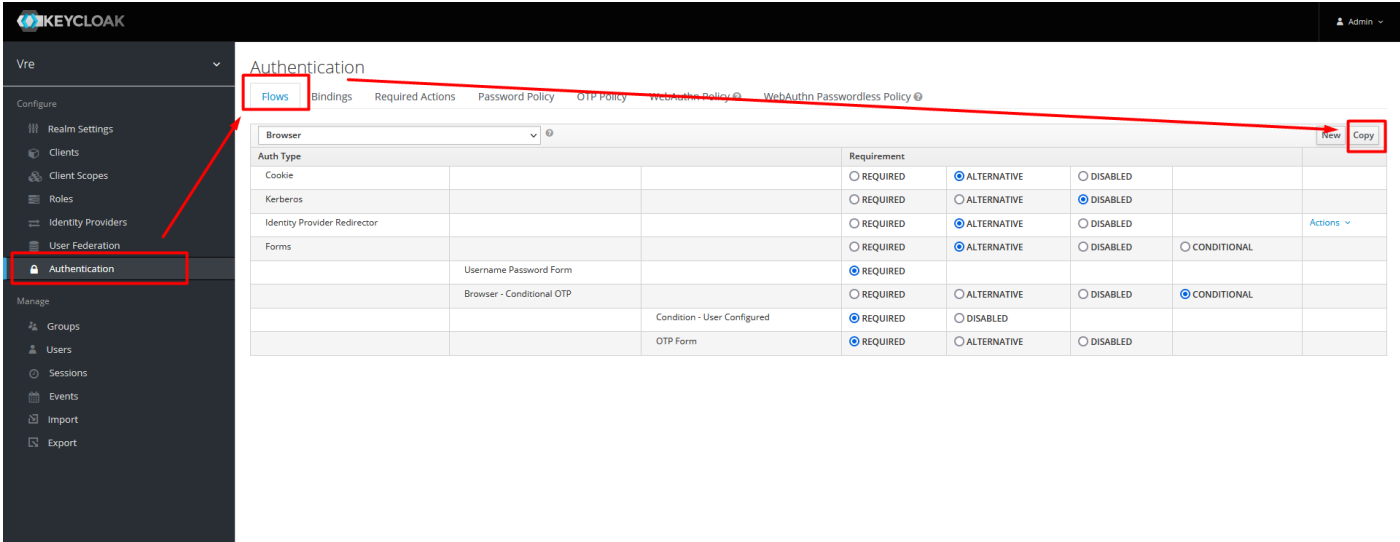 KEYCLOAK
Admin
Vre
Configure
Realm Settings
Clients
Client Scopes
Roles
Identity Providers
User Federation
Authentication
Manage
Groups
Users
Sessions
Events
Import
Export
Authentication
Flows Bindings Required Actions Password Policy OTP Policy WebAuthn Policy WebAuthn Passwordless Policy
Browser New Copy
Auth Type Requirement
Cookie REQUIRED ALTERNATIVE DISABLED
Kerberos REQUIRED ALTERNATIVE DISABLED
Identity Provider Redirector REQUIRED ALTERNATIVE DISABLED Actions
Forms REQUIRED ALTERNATIVE DISABLED CONDITIONAL
Username Password Form REQUIRED
Browser - Conditional OTP REQUIRED ALTERNATIVE DISABLED CONDITIONAL
Condition - User Configured REQUIRED DISABLED
OTP Form REQUIRED ALTERNATIVE DISABLED